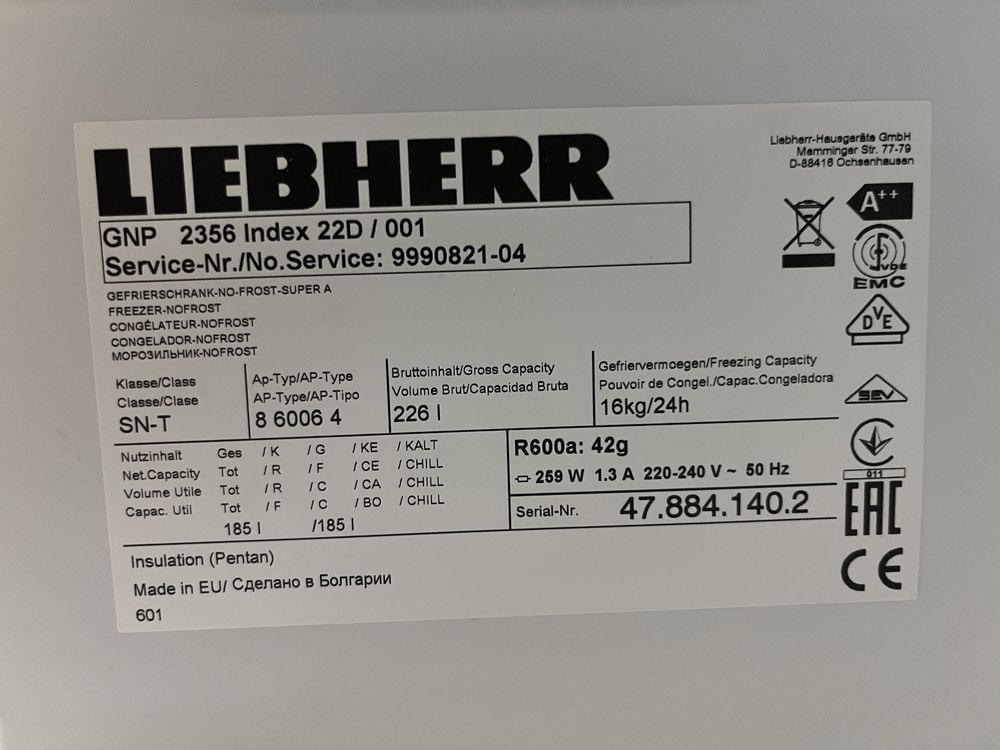 LIEBHERR
Liebherr-Hausgeräte GmbH
Memminger Str. 77-79
D-88416 Ochsenhausen
GNP 2356 Index 22D / 001
Service-Nr./No.Service: 9990821-04
A++
VDE
EMC
DVE
SEV
011
EAC
CE
GEFRIERSCHRANK-NO-FROST-SUPER A
FREEZER-NOFROST
CONGÉLATEUR-NOFROST
CONGELADOR-NOFROST
МОРОЗИЛЬНИК-NOFROST
Klasse/Class
Classe/Clase
SN-T
Ap-Typ/AP-Type
AP-Type/AP-Tipo
8 6006 4
Bruttoinhalt/Gross Capacity
Volume Brut/Capacidad Bruta
226 l
Gefriervermoegen/Freezing Capacity
Pouvoir de Congel./Capac.Congeladora
16kg/24h
Nutzinhalt Ges / K / G / KE / KALT
Net.Capacity Tot / R / F / CE / CHILL
Volume Utile Tot / R / C / CA / CHILL
Capac. Util Tot / F / C / BO / CHILL
185 l /185 l
R600a: 42g
259 W 1.3 A 220-240 V ~ 50 Hz
Serial-Nr. 47.884.140.2
Insulation (Pentan)
Made in EU/ Сделано в Болгарии
601